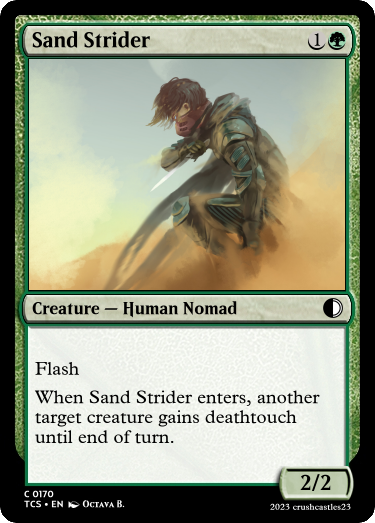 Sand Strider 1
Creature — Human Nomad
Flash
When Sand Strider enters, another
target creature gains deathtouch
until end of turn.
2/2
C 0170
TCS • EN Octava B.
2023 crushcastles23